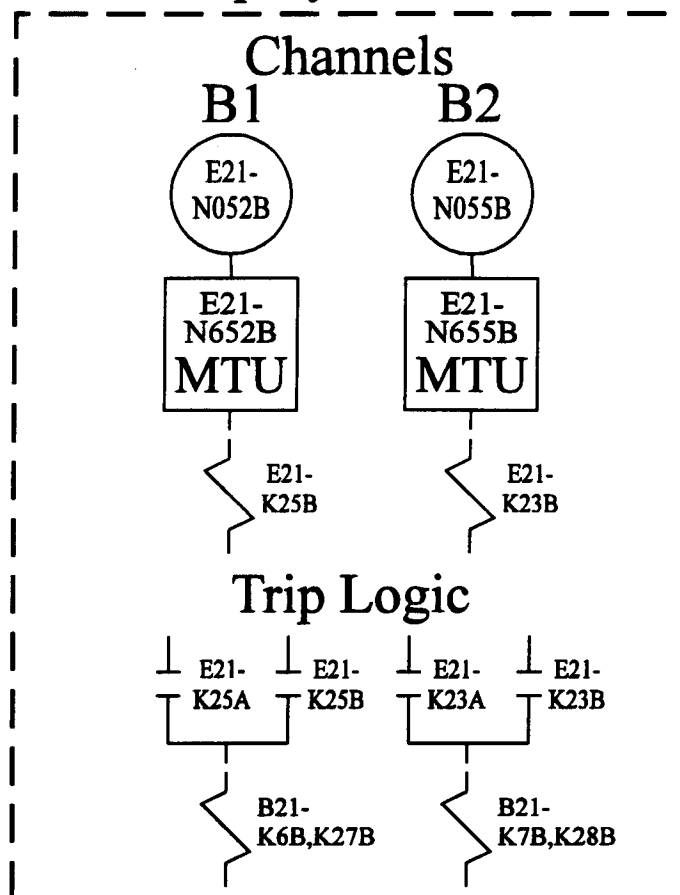 Channels
B1 B2
E21-
N052B
E21-
N055B
E21-
N652B
MTU
E21-
N655B
MTU
E21-
K25B
E21-
K23B
Trip Logic
E21-
K25A
E21-
K25B
E21-
K23A
E21-
K23B
B21-
K6B,K27B
B21-
K7B,K28B